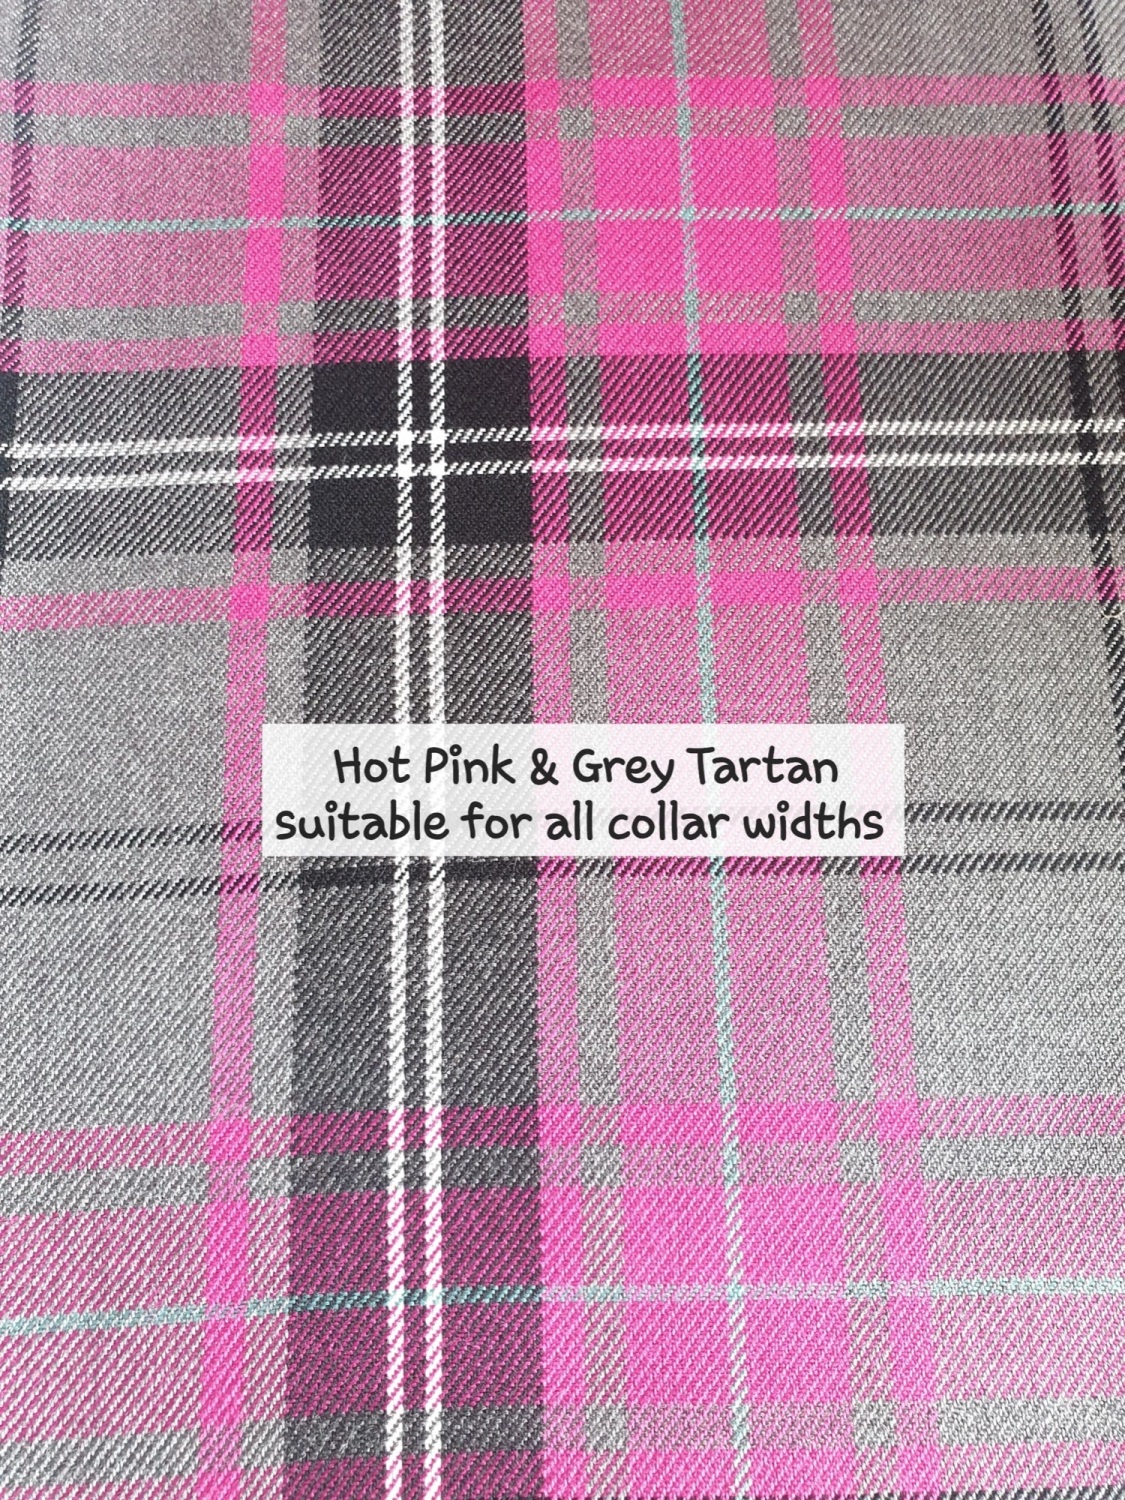 Hot Pink & Grey Tartan
suitable for all collar widths